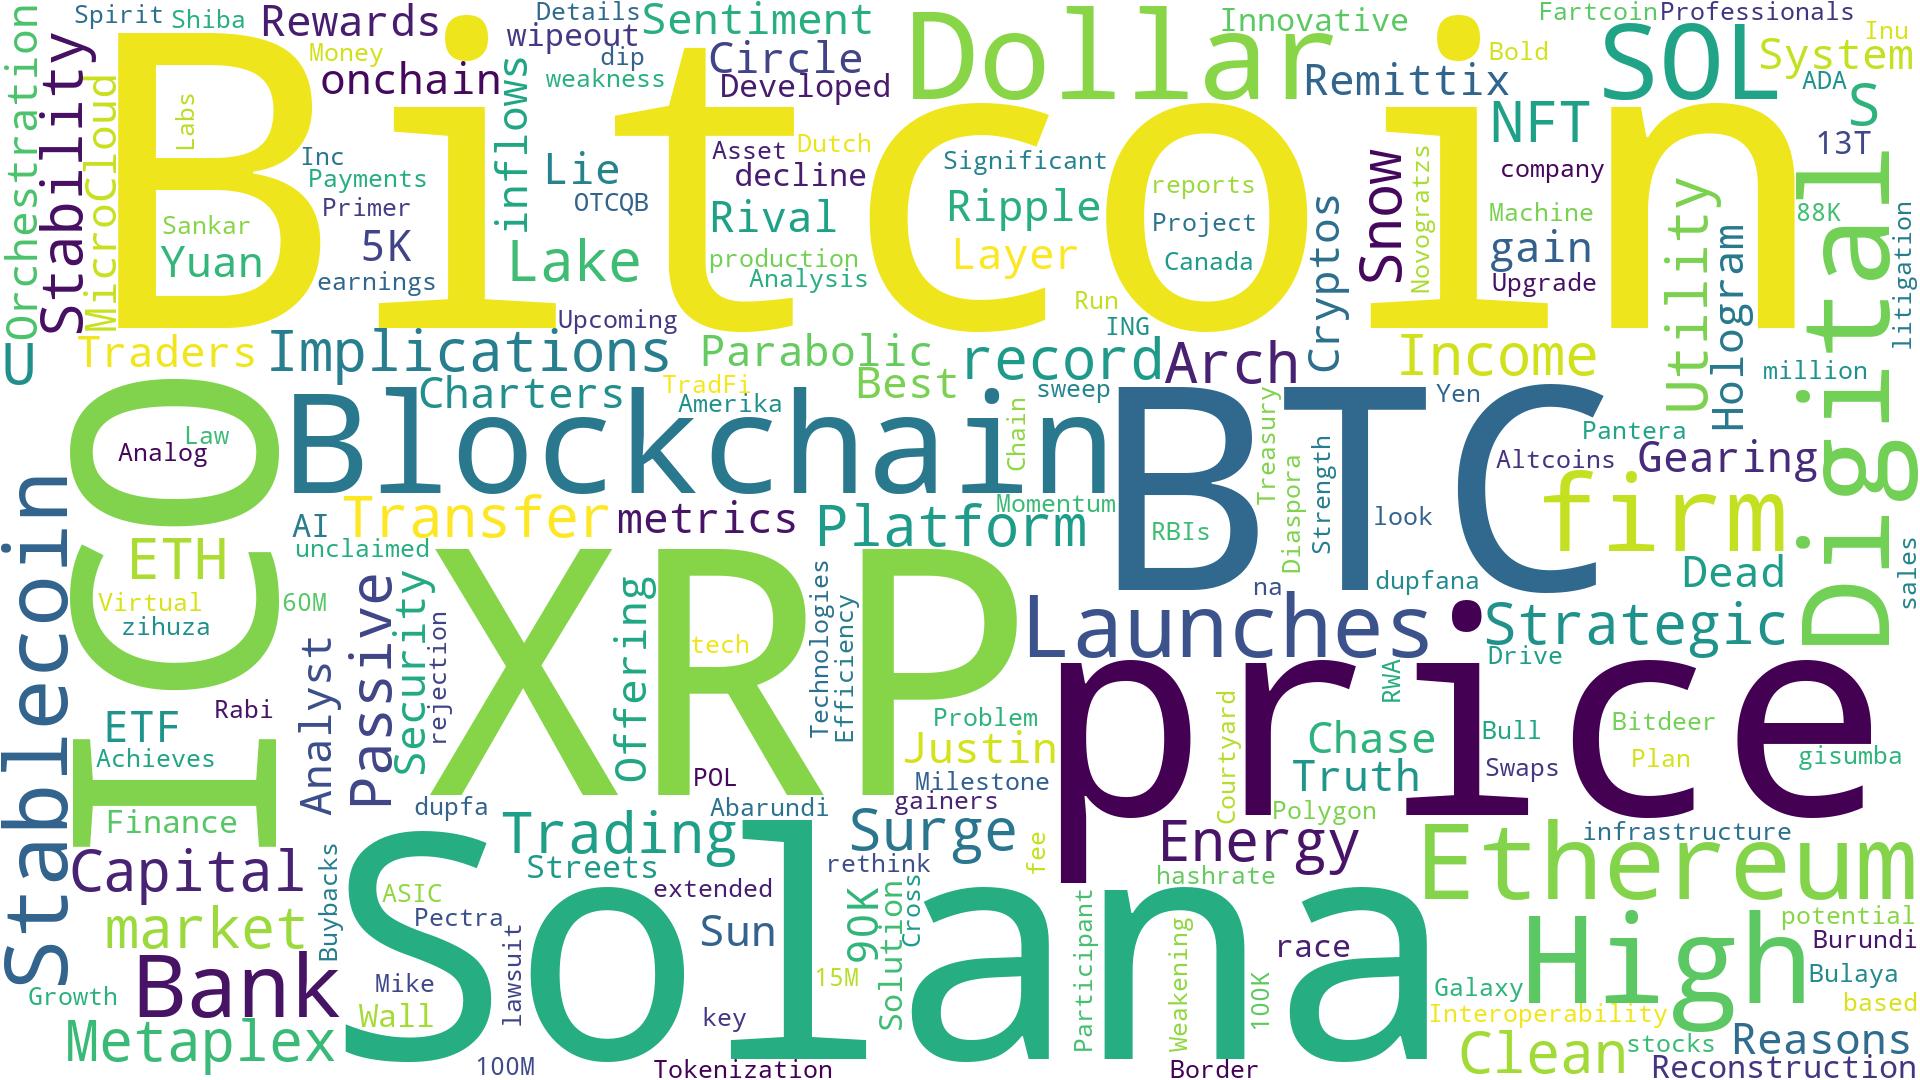 Spirit
Shiba
Rewards
Details
Sentiment
Innovative
Fartcoin
Professionals
Inu
Money
wipeout
Dollar
Bold
SOL
System
onchain
dip
weakness
Circle
Developed
Remittix
ADA
S
Orchestration
Stability
MicroCloud
Labs
Bitcoin
inflows
NFT
13T
Inc
Payments
Primer
Lie
OTCQB
Asset
Dutch
decline
Significant
reports
company
Snow
Novogratzs
Sankar
Yuan
5K
earnings
Lake
Rival
production
Analysis
Ripple
Layer
Project
Canada
Cryptos
Machine
gain
Upgrade
Utility
Hologram
88K
litigation
Digital
Upcoming
Run
ING
U
Traders
Implications
Parabolic
record
Arch
Income
Charters
TradFi
Amerika
Best
sweep
Yen
million
ICO
Analog
Law
Blockchain
Chain
BTC
Treasury
Diaspora
Strength
Pantera
Altcoins
Gearing
Stablecoin
AI
Transfer
metrics
Platform
Momentum
RBIs
look
firm
ETH
unclaimed
Virtual
60M
zihuza
na
dupfana
Dead
sales
XRP
Offering
tech
Technologies
Efficiency
Launches
Strategic
Drive
Analyst
Passive
Security
rejection
Rabi
ETF
Achieves
Problem
Justin
Milestone
gainers
price
RWA
Courtyard
Chase
Truth
Polygon
Bull
Swaps
Bitdeer
Plan
gisumba
POL
Abarundi
dupfa
Finance
Capital
Trading
Streets
Surge
rethink
fee
Energy
hashrate
Ethereum
infrastructure
Buybacks
ASIC
Pectra
lawsuit
extended
Sun
90K
Cross
Solution
Solana
market
Bank
Mike
Wall
key
15M
Participant
Weakening
100K
race
High
potential
Burundi
Bulaya
Galaxy
based
Interoperability
Growth
Metaplex
100M
Tokenization
Border
Clean
stocks
Reasons
Reconstruction